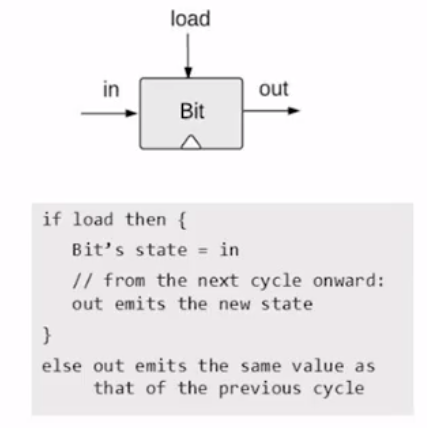 load
in
out
Bit
if load then {
Bit's state = in
// from the next cycle onward:
out emits the new state
}
else out emits the same value as
that of the previous cycle